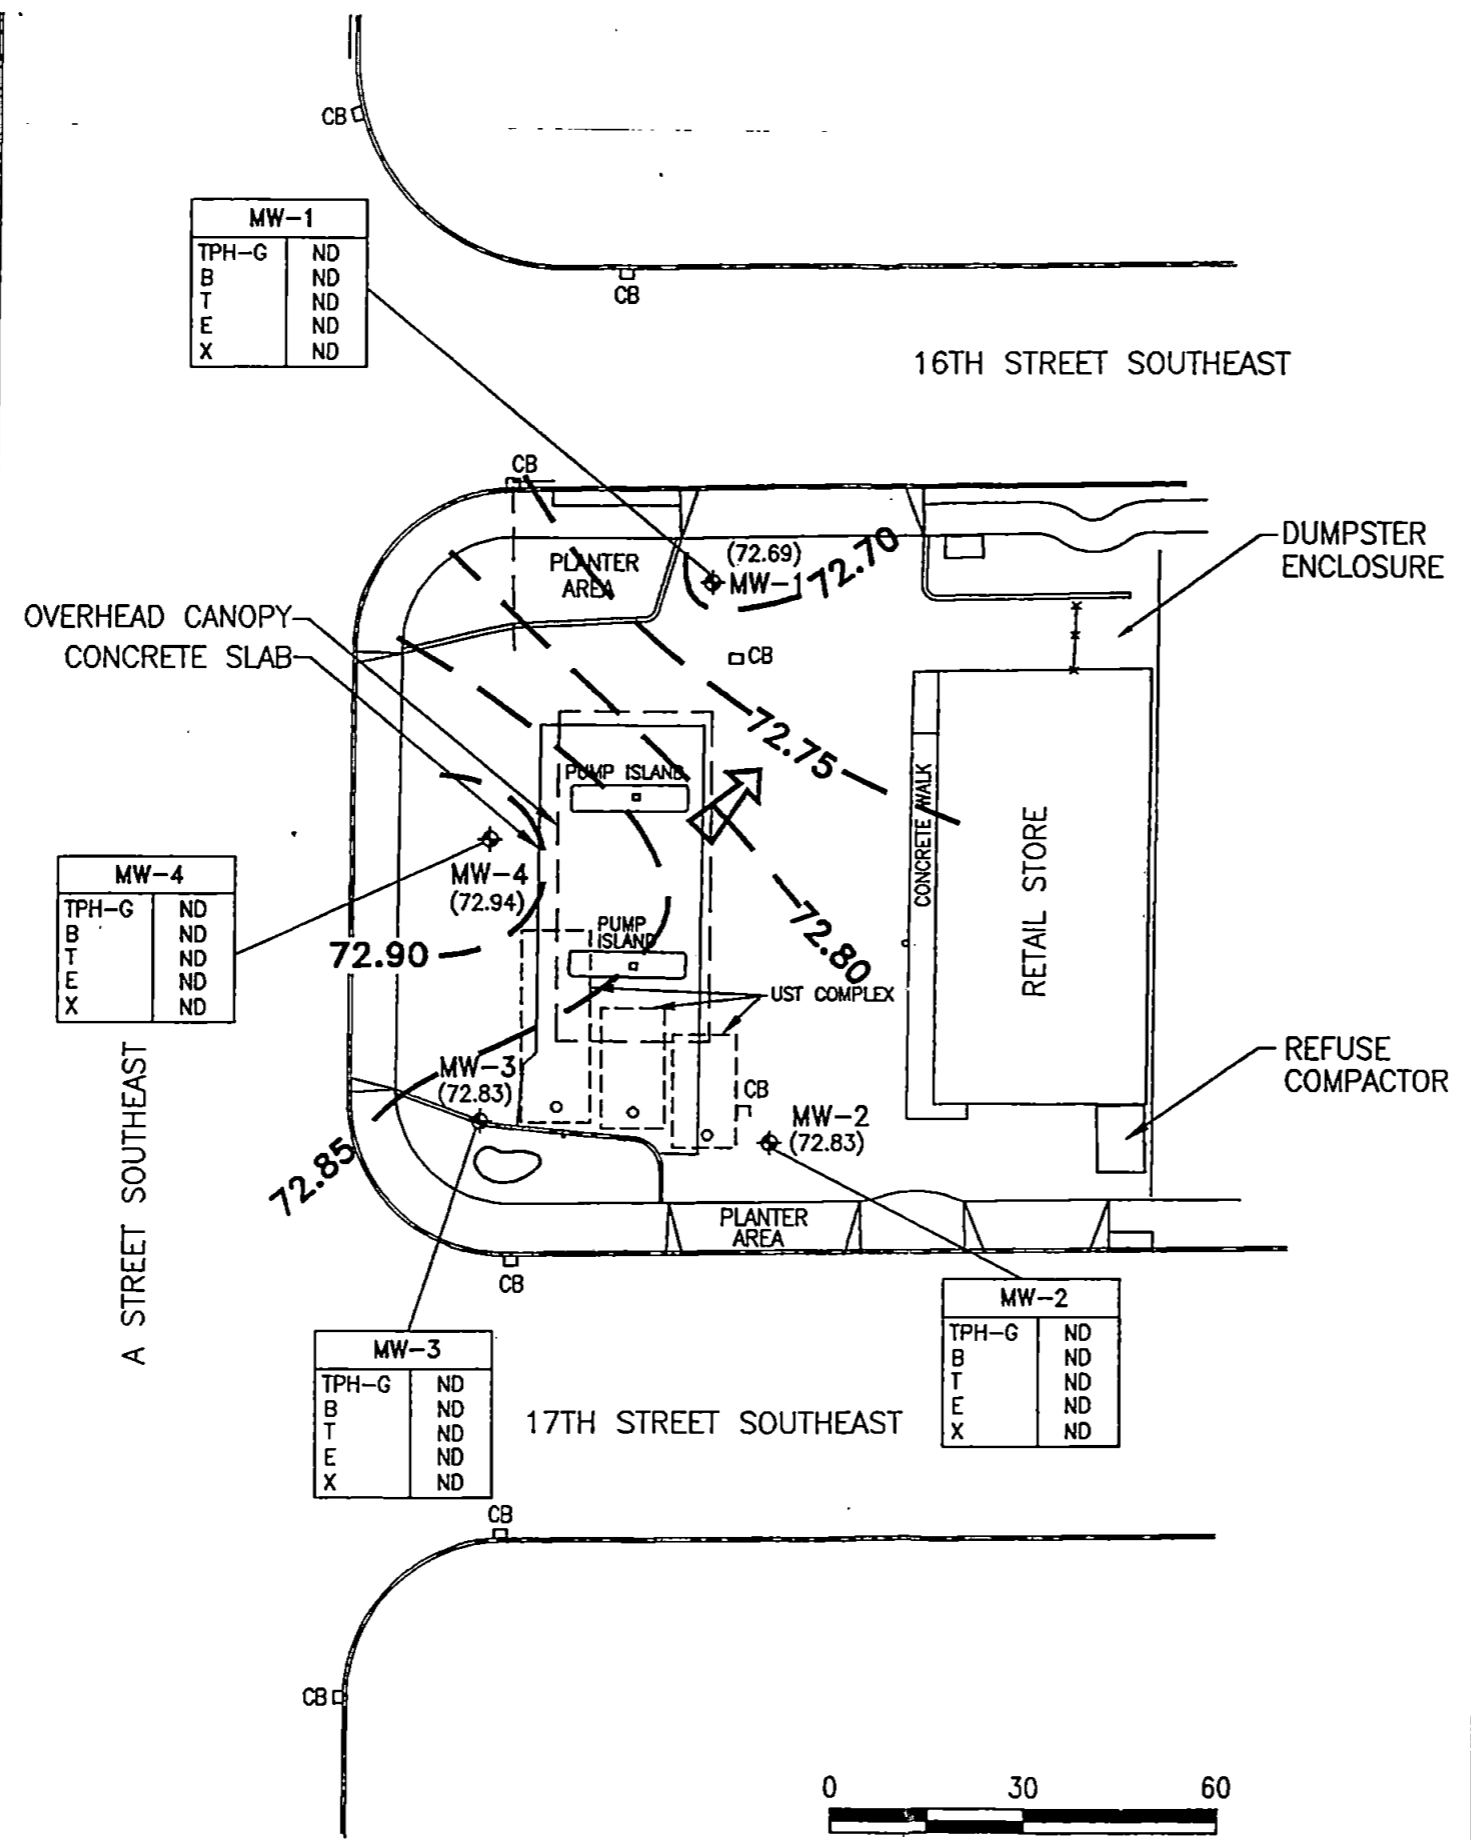 CB
MW-1
TPH-G ND
B ND
T ND
E ND
X ND
CB
16TH STREET SOUTHEAST
CB
(72.69)
MW-1
72.70
PLANTER
AREA
DUMPSTER
ENCLOSURE
OVERHEAD CANOPY
CONCRETE SLAB
CB
72.75
PUMP ISLAND
CONCRETE WALK
RETAIL STORE
MW-4
(72.94)
MW-4
TPH-G ND
B ND
T ND
E ND
X ND
72.90
PUMP
ISLAND
72.80
UST COMPLEX
MW-3
(72.83)
CB
MW-2
(72.83)
REFUSE
COMPACTOR
72.85
A STREET SOUTHEAST
PLANTER
AREA
CB
MW-2
TPH-G ND
B ND
T ND
E ND
X ND
MW-3
TPH-G ND
B ND
T ND
E ND
X ND
17TH STREET SOUTHEAST
CB
CB
0 30 60